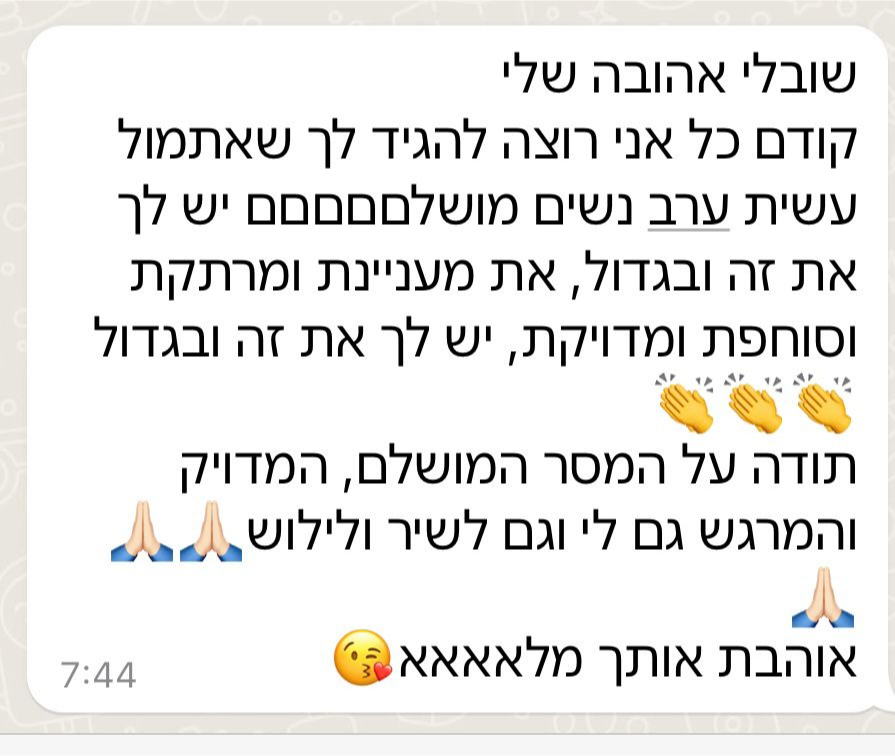 שובלי אהובה שלי
קודם כל אני רוצה להגיד לך שאתמול
עשית ערב נשים מושלםםםםםם יש לך
את זה ובגדול, את מעניינת ומרתקת
וסוחפת ומדויקת, יש לך את זה ובגדול
👏👏👏
תודה על המסר המושלם, המדויק
והמרגש גם לי וגם לשיר ולילוש🙏🏻🙏🏻
🙏🏻
אוהבת אותך מלאאאאא😘
7:44